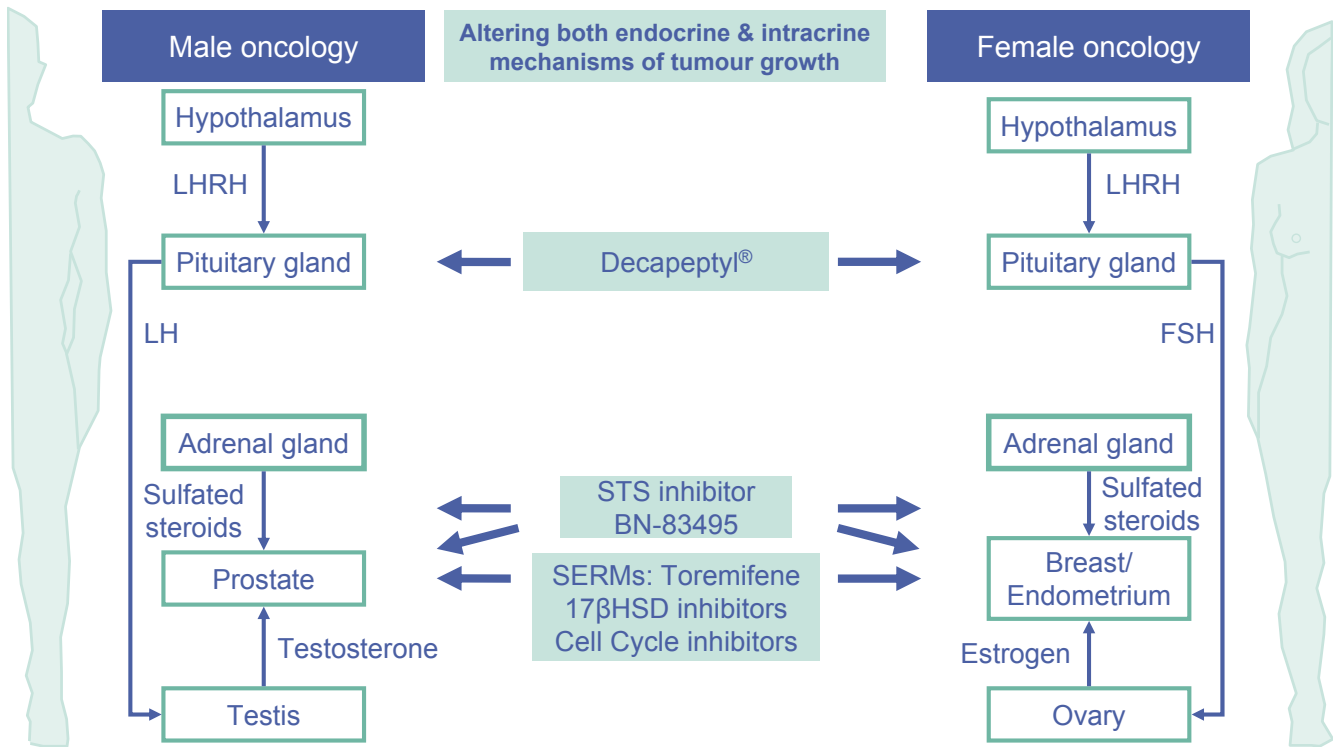 Male oncology
Altering both endocrine & intracrine
mechanisms of tumour growth
Female oncology
Hypothalamus
LHRH
Pituitary gland
LH
Adrenal gland
Sulfated
steroids
Prostate
Testosterone
Testis
Decapeptyl®
STS inhibitor
BN-83495
SERMs: Toremifene
17βHSD inhibitors
Cell Cycle inhibitors
Hypothalamus
LHRH
Pituitary gland
FSH
Adrenal gland
Sulfated
steroids
Breast/
Endometrium
Estrogen
Ovary